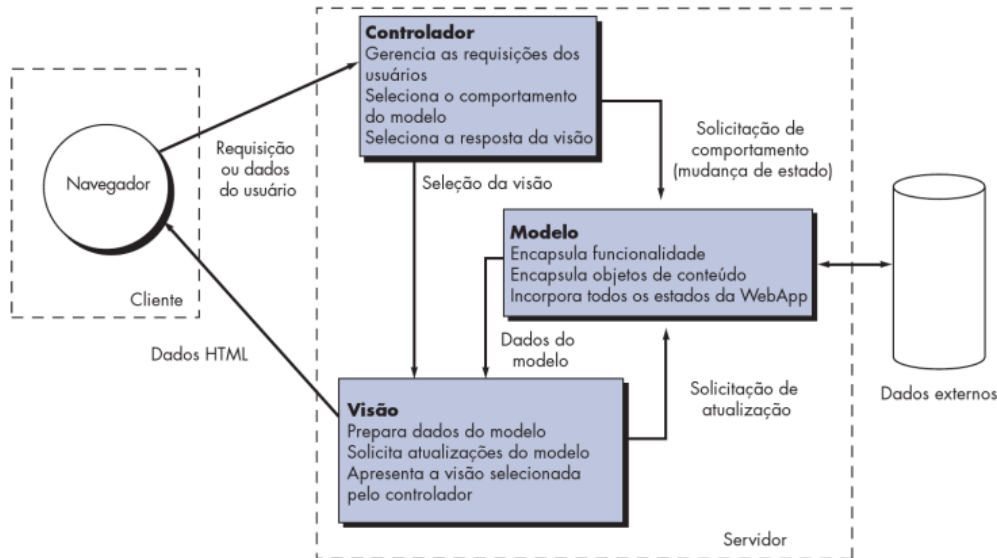 Controlador
Gerencia as requisições dos
usuários
Seleciona o comportamento
do modelo
Seleciona a resposta da visão
Navegador
Requisição
ou dados
do usuário
Cliente
Seleção da visão
Solicitação de
comportamento
(mudança de estado)
Modelo
Encapsula funcionalidade
Encapsula objetos de conteúdo
Incorpora todos os estados da WebApp
Dados HTML
Dados do
modelo
Solicitação de
atualização
Dados externos
Visão
Prepara dados do modelo
Solicita atualizações do modelo
Apresenta a visão selecionada
pelo controlador
Servidor